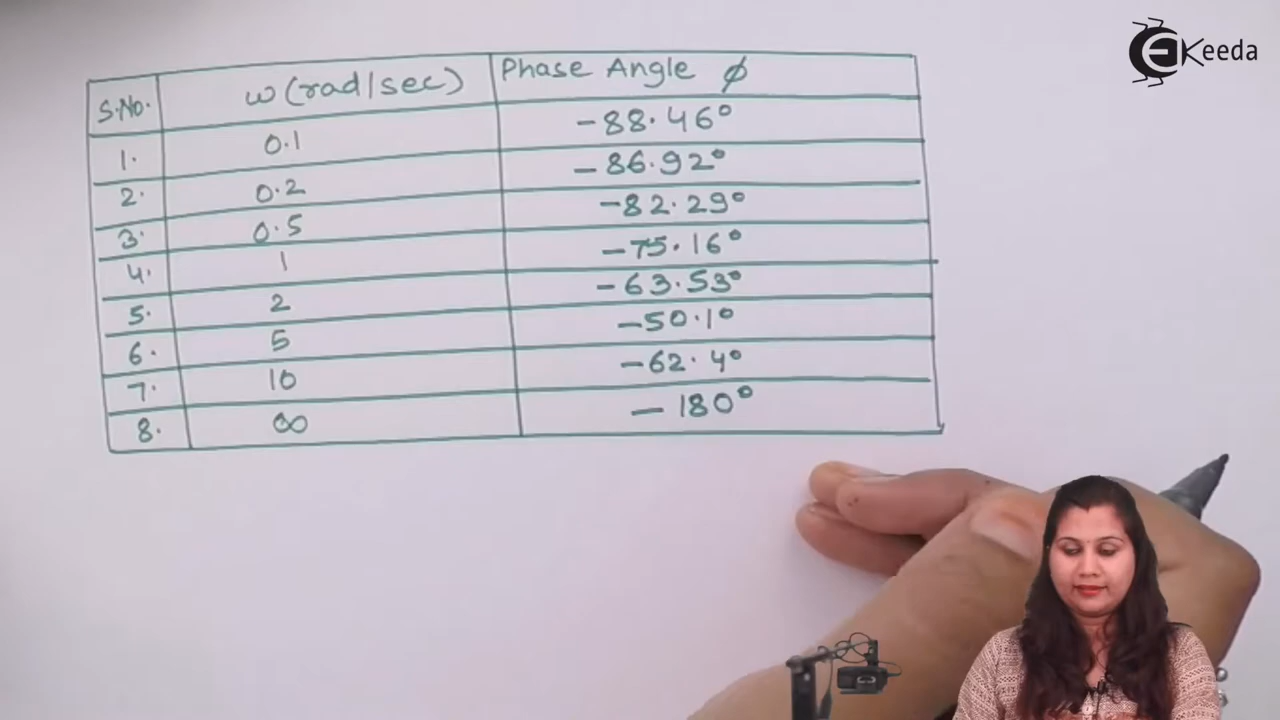 EKeeda
S.No. ω (rad/sec) Phase Angle ϕ
1. 0.1 -88.46°
2. 0.2 -86.92°
3. 0.5 -82.29°
4. 1 -75.16°
5. 2 -63.53°
6. 5 -50.1°
7. 10 -62.4°
8. ∞ -180°